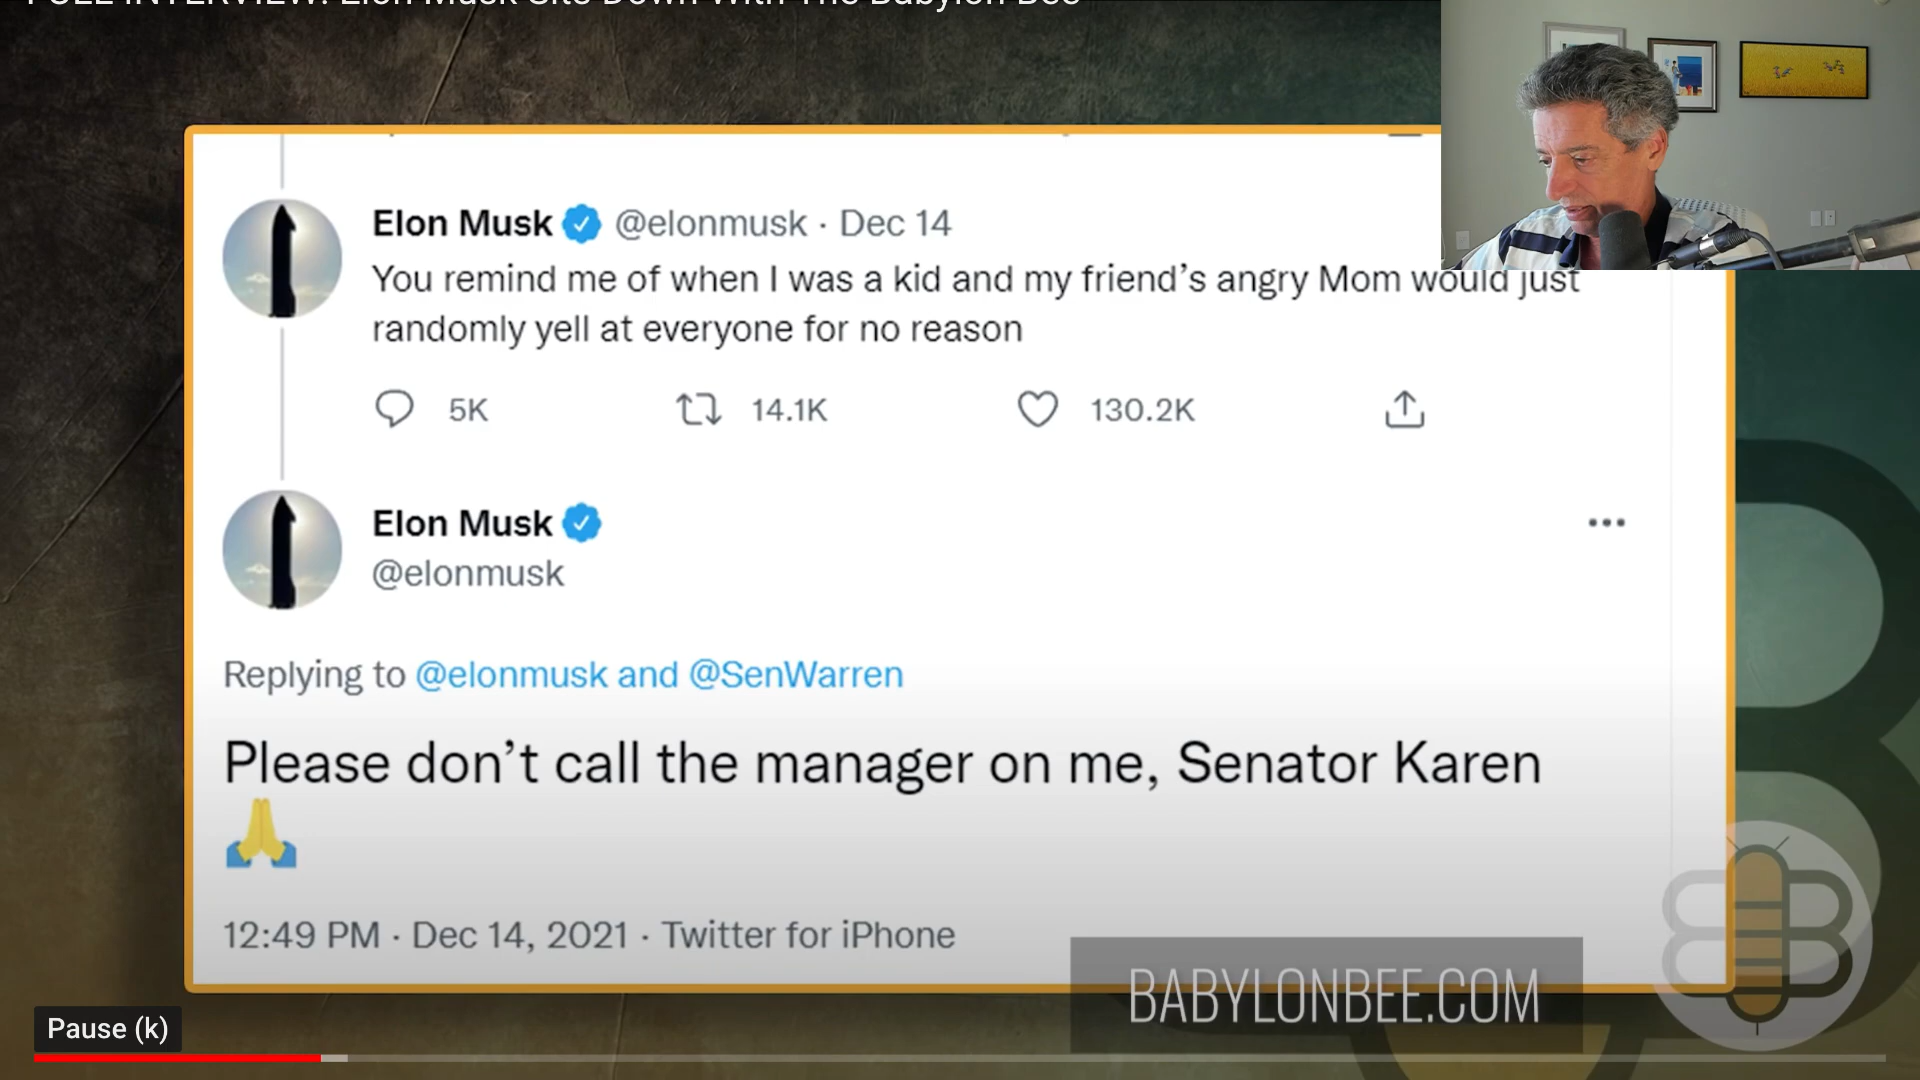 FULL INTERVIEW: Elon Musk Sits Down With The Babylon Bee
Elon Musk @elonmusk · Dec 14
You remind me of when I was a kid and my friend’s angry Mom would just
randomly yell at everyone for no reason
5K 14.1K 130.2K
Elon Musk
@elonmusk
Replying to @elonmusk and @SenWarren
Please don’t call the manager on me, Senator Karen
🙏
12:49 PM · Dec 14, 2021 · Twitter for iPhone
BABYLONBEE.COM
Pause (k)